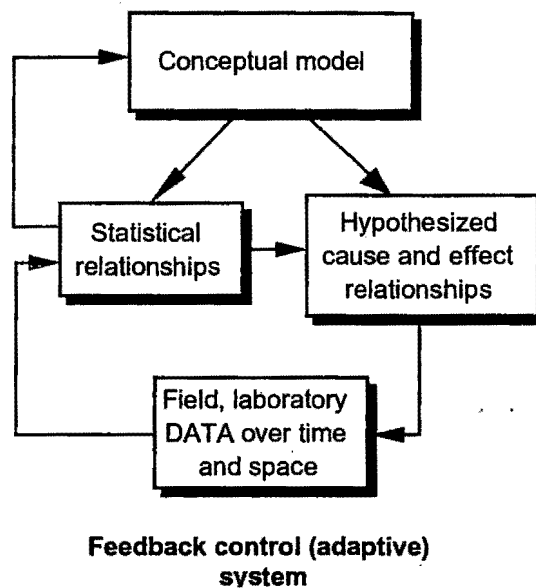 Conceptual model
Statistical
relationships
Hypothesized
cause and effect
relationships
Field, laboratory
DATA over time
and space
Feedback control (adaptive)
system